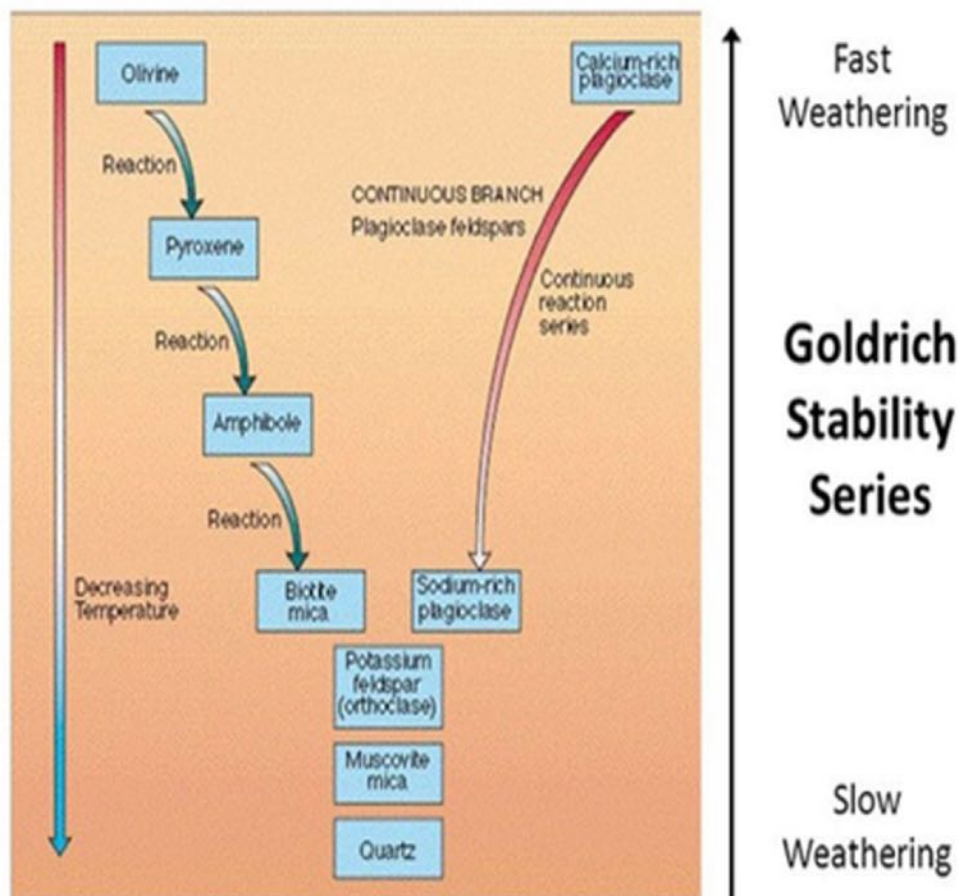 Olivine
Calcium-rich
plagioclase
Fast
Weathering
Reaction
CONTINUOUS BRANCH
Plagioclase feldspars
Pyroxene
Continuous
reaction
series
Reaction
Goldrich
Stability
Series
Amphibole
Reaction
Decreasing
Temperature
Biotite
mica
Sodium-rich
plagioclase
Potassium
feldspar
(orthoclase)
Muscovite
mica
Quartz
Slow
Weathering